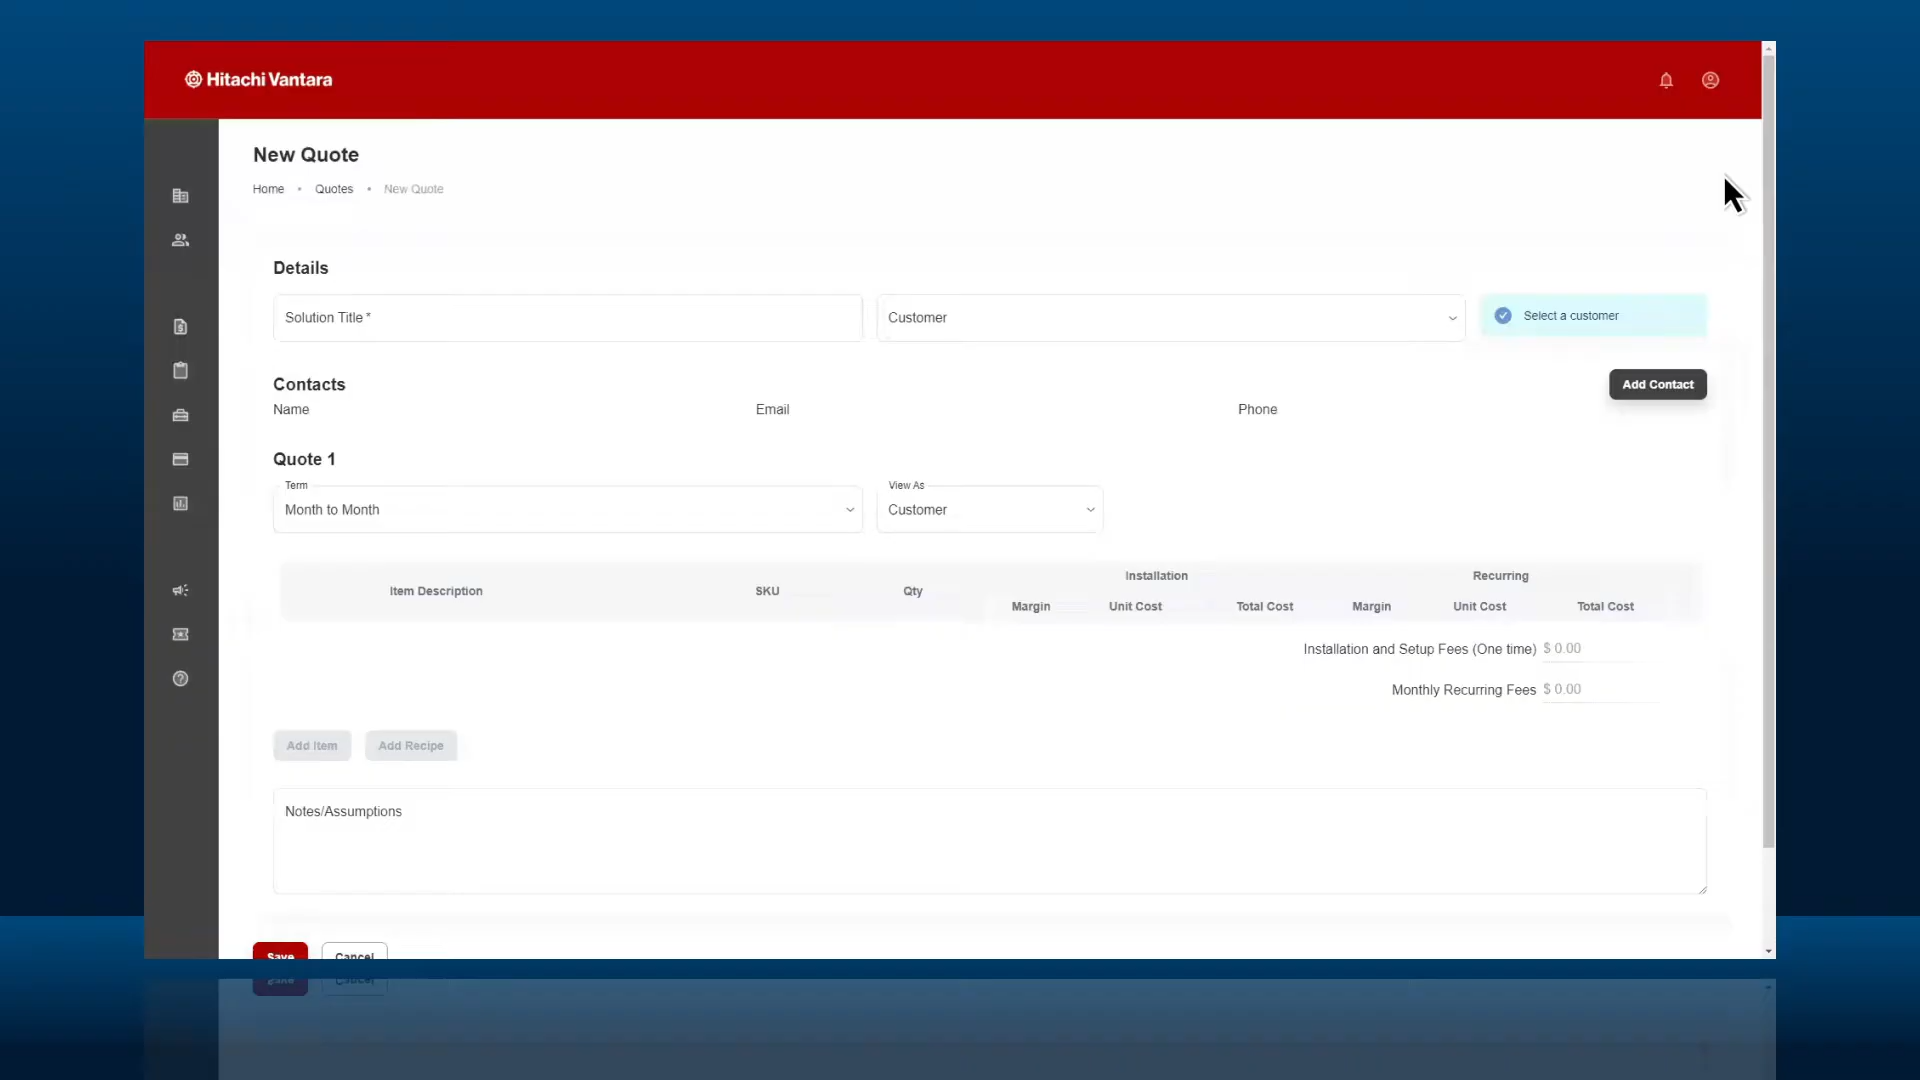 Hitachi Vantara
New Quote
Home • Quotes • New Quote
Details
Solution Title *
Customer
Select a customer
Contacts
Add Contact
Name Email Phone
Quote 1
Term
Month to Month
View As
Customer
Installation Recurring
Item Description SKU Qty
Margin Unit Cost Total Cost Margin Unit Cost Total Cost
Installation and Setup Fees (One time) $ 0.00
Monthly Recurring Fees $ 0.00
Add Item Add Recipe
Notes/Assumptions
Save Cancel